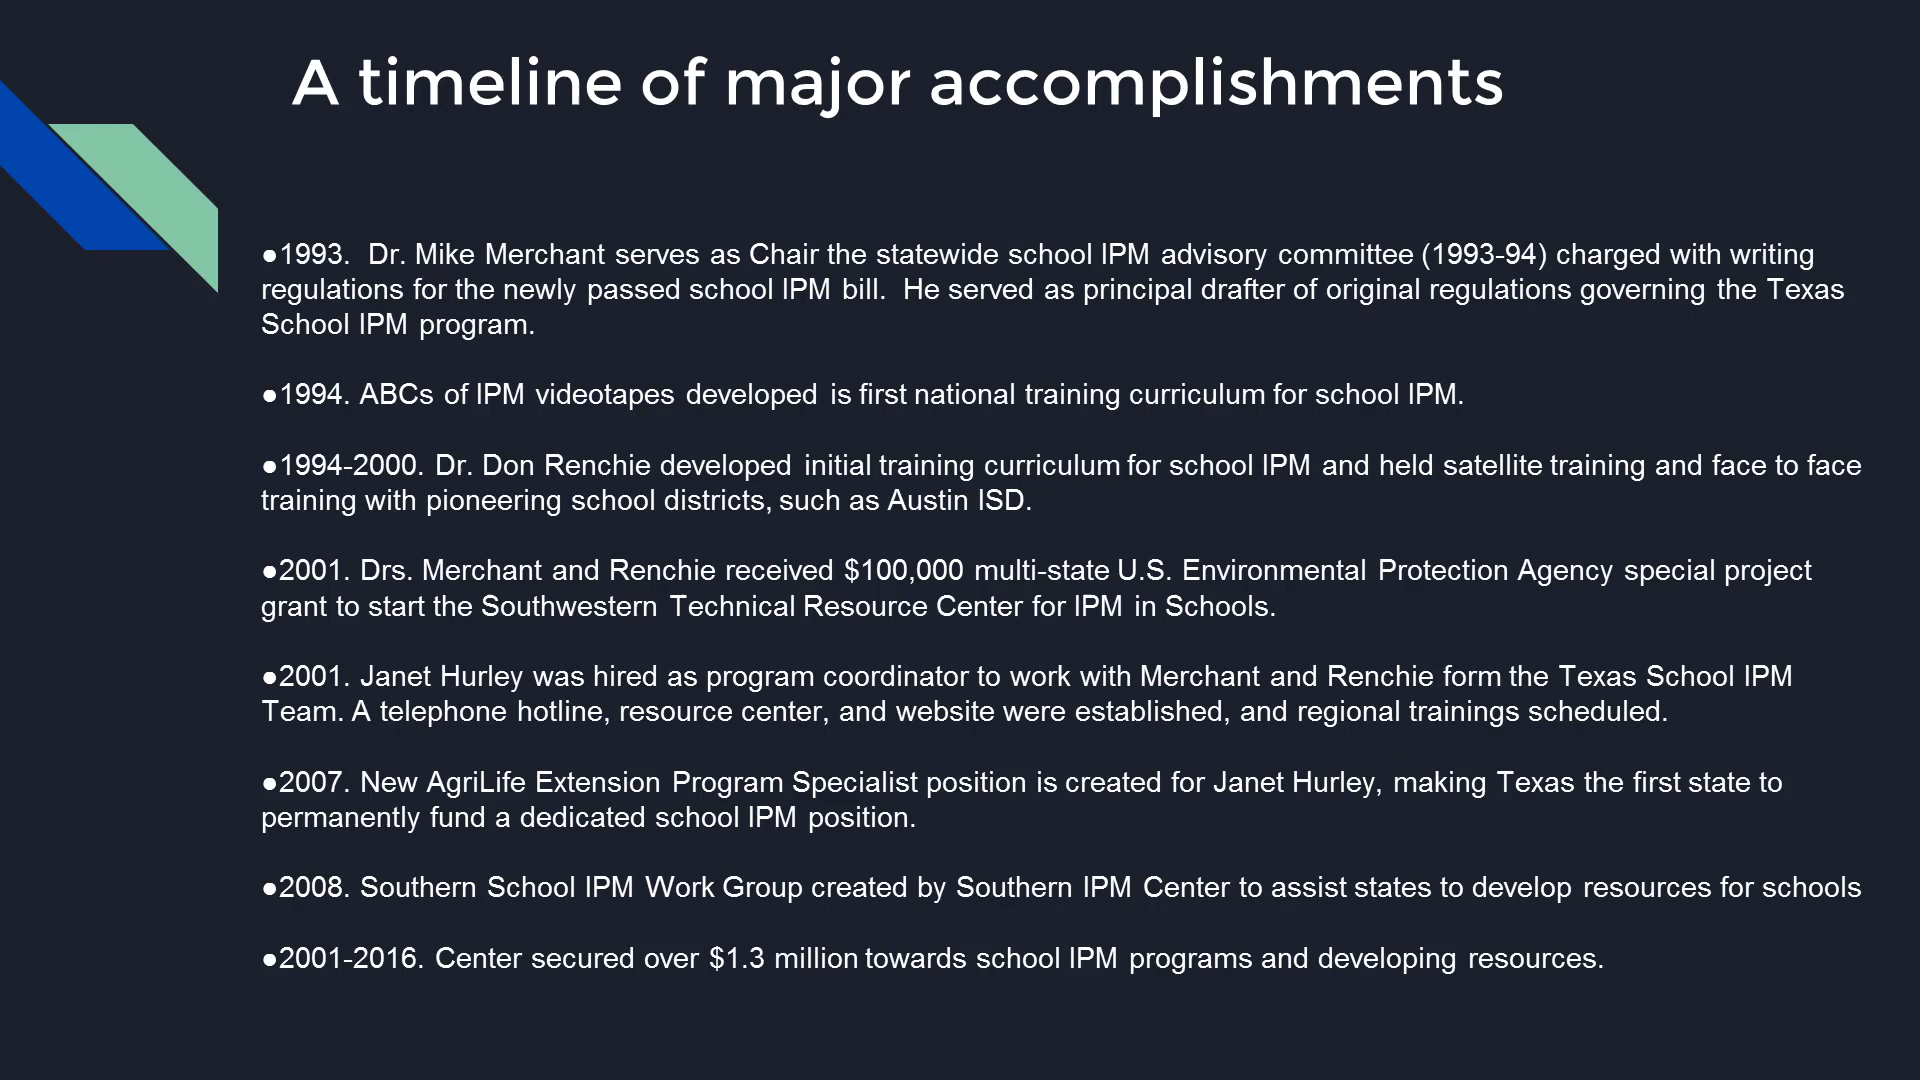 A timeline of major accomplishments
●1993.  Dr. Mike Merchant serves as Chair the statewide school IPM advisory committee (1993-94) charged with writing
regulations for the newly passed school IPM bill.  He served as principal drafter of original regulations governing the Texas
School IPM program.
●1994. ABCs of IPM videotapes developed is first national training curriculum for school IPM.
●1994-2000. Dr. Don Renchie developed initial training curriculum for school IPM and held satellite training and face to face
training with pioneering school districts, such as Austin ISD.
●2001. Drs. Merchant and Renchie received $100,000 multi-state U.S. Environmental Protection Agency special project
grant to start the Southwestern Technical Resource Center for IPM in Schools.
●2001. Janet Hurley was hired as program coordinator to work with Merchant and Renchie form the Texas School IPM
Team. A telephone hotline, resource center, and website were established, and regional trainings scheduled.
●2007. New AgriLife Extension Program Specialist position is created for Janet Hurley, making Texas the first state to
permanently fund a dedicated school IPM position.
●2008. Southern School IPM Work Group created by Southern IPM Center to assist states to develop resources for schools
●2001-2016. Center secured over $1.3 million towards school IPM programs and developing resources.